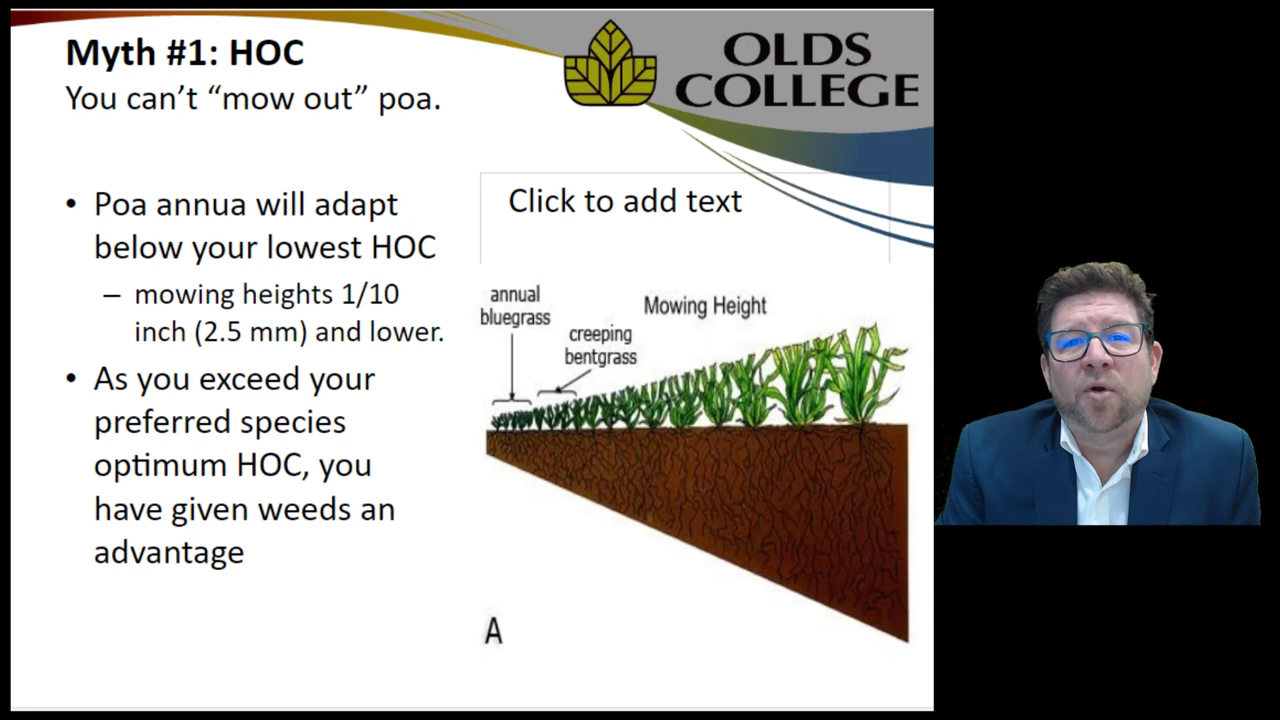 Myth #1: HOC
You can’t “mow out” poa.
OLDS
COLLEGE
• Poa annua will adapt
below your lowest HOC
– mowing heights 1/10
inch (2.5 mm) and lower.
• As you exceed your
preferred species
optimum HOC, you
have given weeds an
advantage
Click to add text
annual
bluegrass
creeping
bentgrass
Mowing Height
A